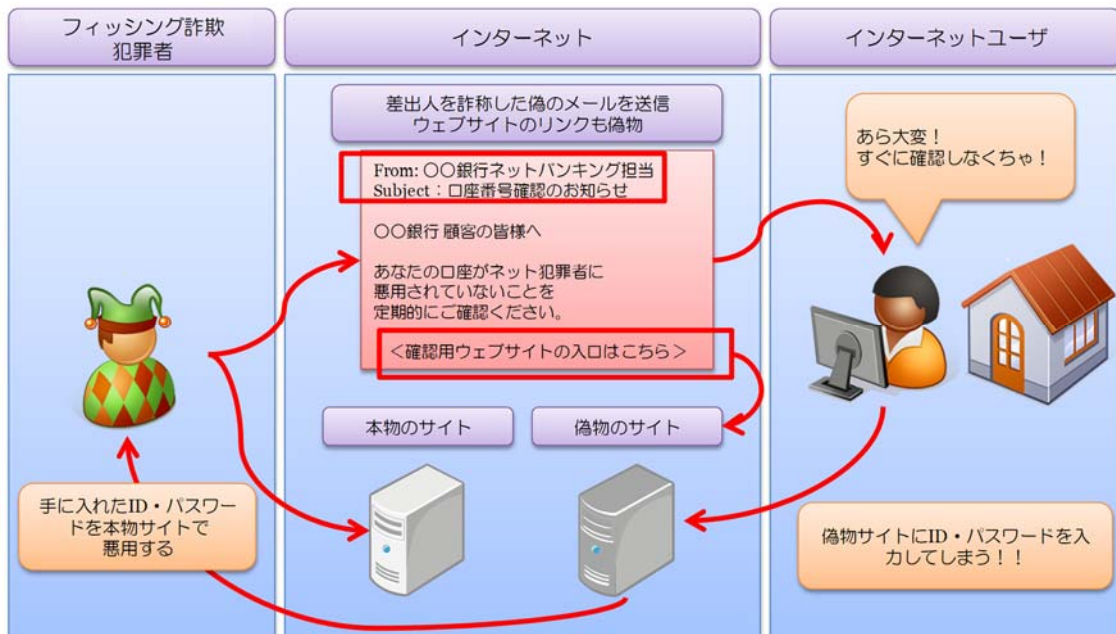 フィッシング詐欺
犯罪者
インターネット
インターネットユーザ
差出人を詐称した偽のメールを送信
ウェブサイトのリンクも偽物
From: 〇〇銀行ネットバンキング担当
Subject：口座番号確認のお知らせ
〇〇銀行 顧客の皆様へ
あなたの口座がネット犯罪者に
悪用されていないことを
定期的にご確認ください。
＜確認用ウェブサイトの入口はこちら＞
あら大変！
すぐに確認しなくちゃ！
本物のサイト
偽物のサイト
手に入れたID・パスワー
ドを本物サイトで
悪用する
偽物サイトにID・パスワードを入
力してしまう！！